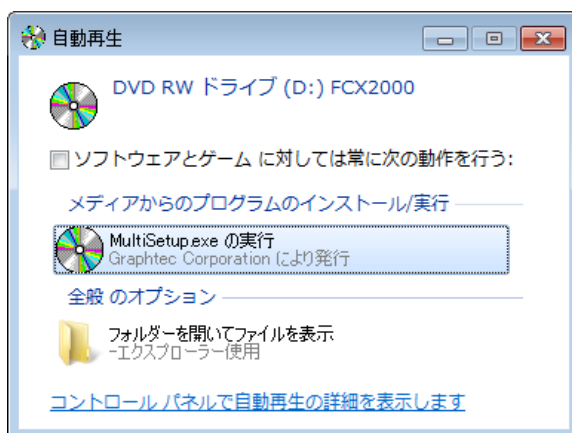 自動再生
DVD RW ドライブ (D:) FCX2000
ソフトウェアとゲーム に対しては常に次の動作を行う:
メディアからのプログラムのインストール/実行
MultiSetup.exe の実行
Graphtec Corporation により発行
全般 のオプション
フォルダーを開いてファイルを表示
-エクスプローラー使用
コントロール パネルで自動再生の詳細を表示します